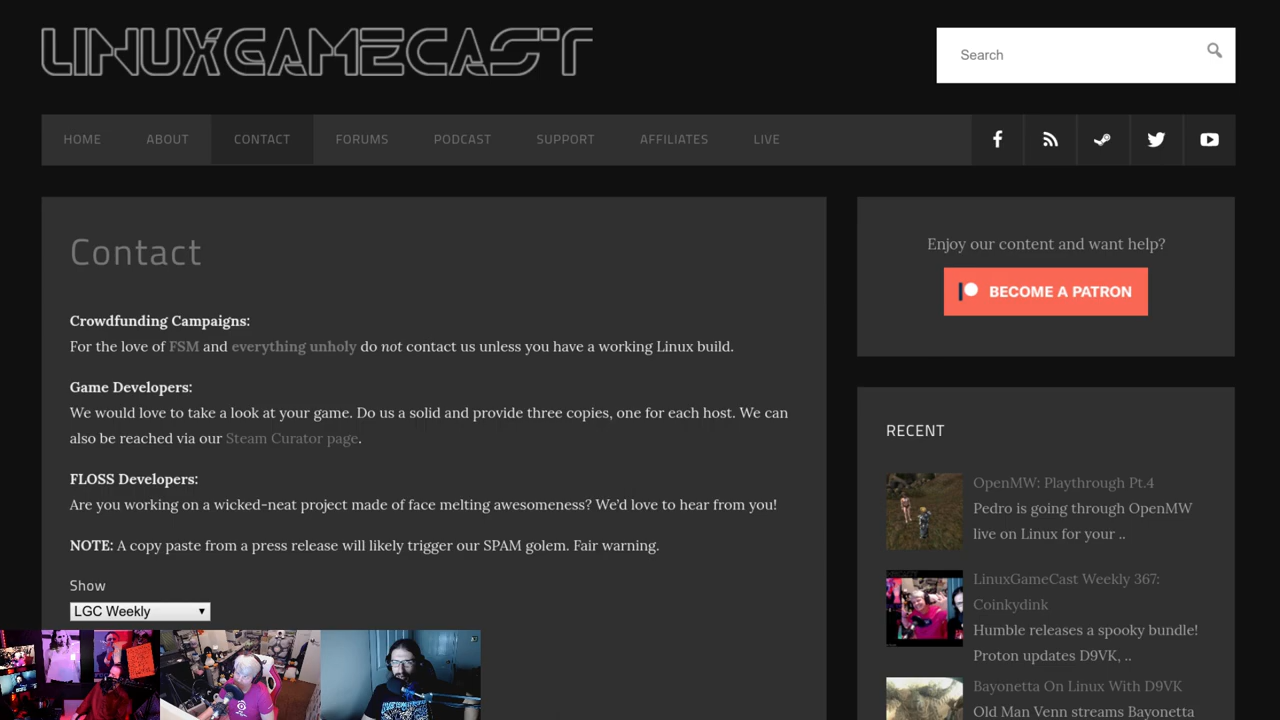 LINUXGAMECAST
Search
HOME ABOUT CONTACT FORUMS PODCAST SUPPORT AFFILIATES LIVE
Contact
Crowdfunding Campaigns:
For the love of FSM and everything unholy do not contact us unless you have a working Linux build.
Game Developers:
We would love to take a look at your game. Do us a solid and provide three copies, one for each host. We can
also be reached via our Steam Curator page.
FLOSS Developers:
Are you working on a wicked-neat project made of face melting awesomeness? We’d love to hear from you!
NOTE: A copy paste from a press release will likely trigger our SPAM golem. Fair warning.
Show
LGC Weekly
Enjoy our content and want help?
BECOME A PATRON
RECENT
OpenMW: Playthrough Pt.4
Pedro is going through OpenMW
live on Linux for your ..
LinuxGameCast Weekly 367:
Coinkydink
Humble releases a spooky bundle!
Proton updates D9VK, ..
Bayonetta On Linux With D9VK
Old Man Venn streams Bayonetta